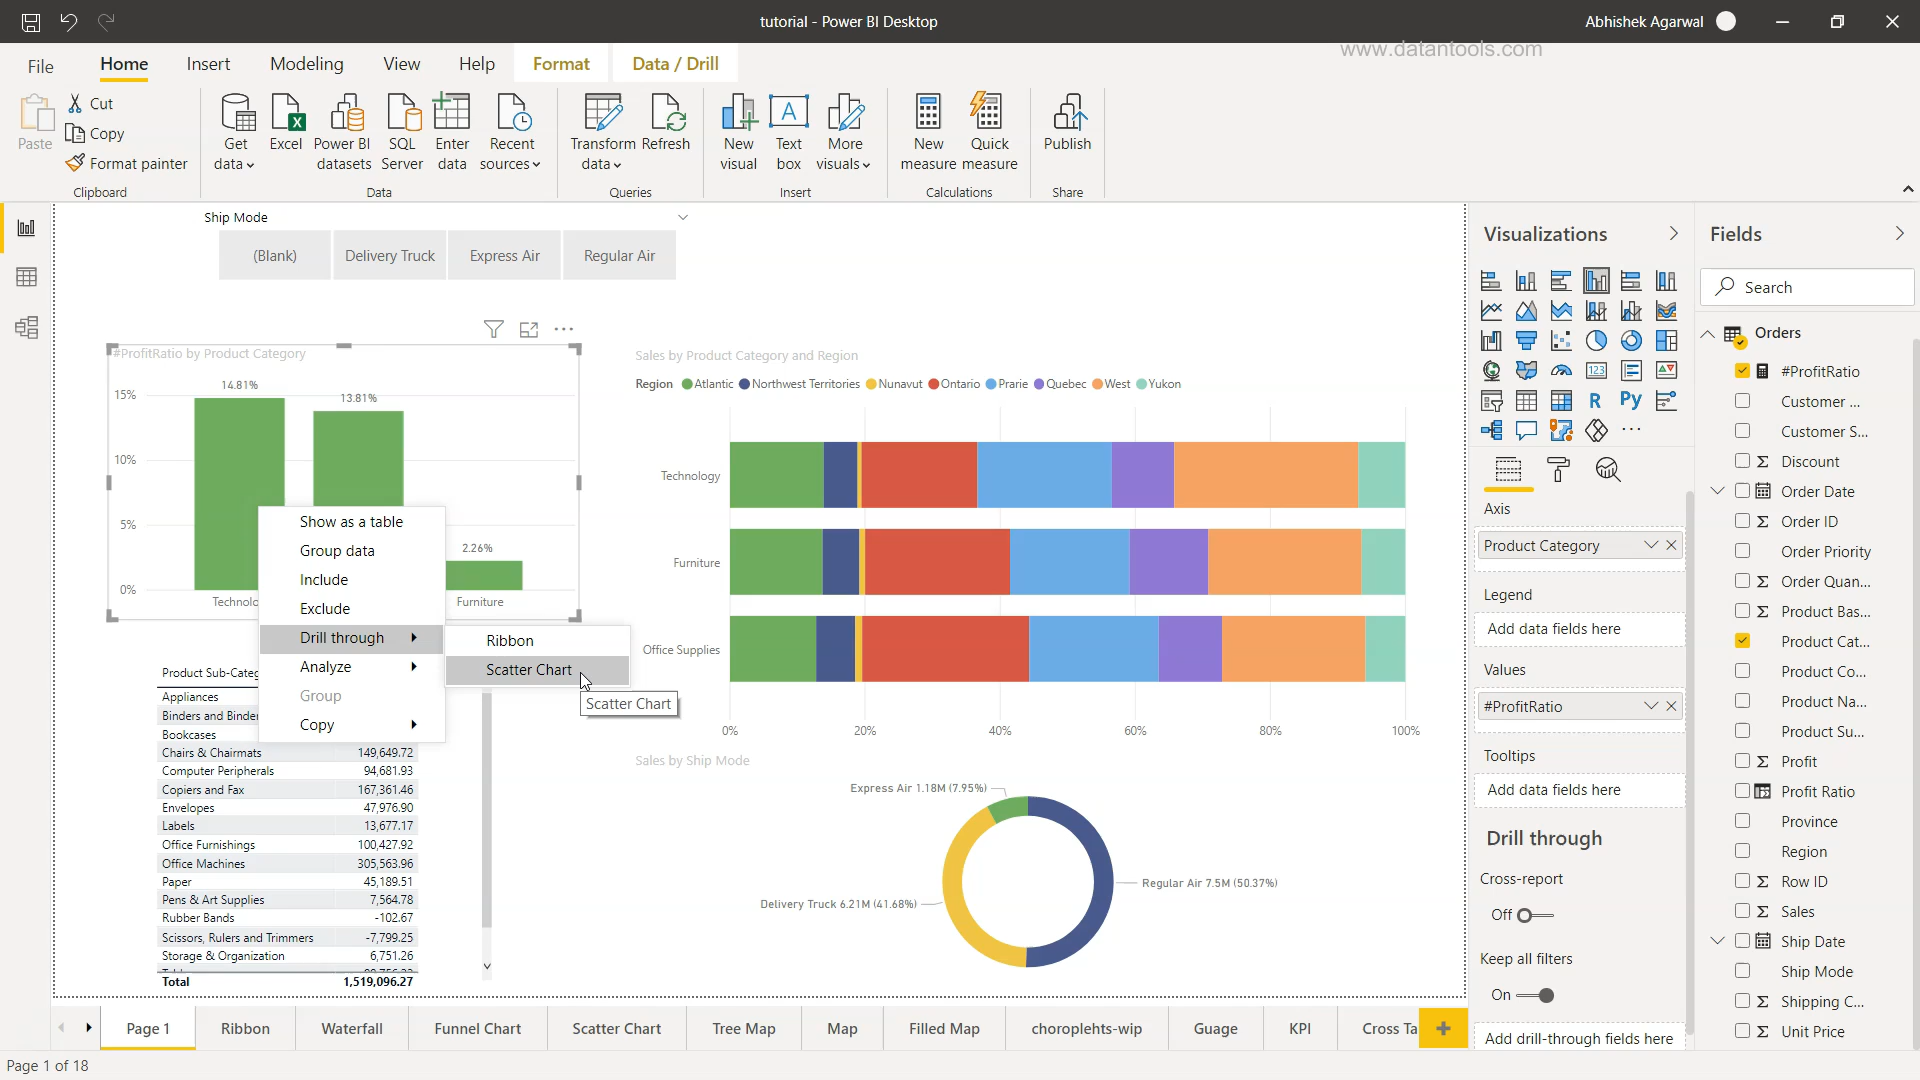 tutorial - Power BI Desktop
Abhishek Agarwal
www.datantools.com
File Home Insert Modeling View Help Format Data / Drill
Paste
Cut
Copy
Format painter
Clipboard
Get data
Excel
Power BI datasets
SQL Server
Enter data
Recent sources
Data
Transform data
Refresh
Queries
New visual
Text box
More visuals
Insert
New measure
Quick measure
Calculations
Publish
Share
Ship Mode
(Blank) Delivery Truck Express Air Regular Air
#ProfitRatio by Product Category
15%
10%
5%
0%
14.81%
13.81%
2.26%
Technolo
Furniture
Show as a table
Group data
Include
Exclude
Drill through
Analyze
Group
Copy
Ribbon
Scatter Chart
Scatter Chart
Product Sub-Categ
Appliances
Binders and Binder
Bookcases
Chairs & Chairmats 149,649.72
Computer Peripherals 94,681.93
Copiers and Fax 167,361.46
Envelopes 47,976.90
Labels 13,677.17
Office Furnishings 100,427.92
Office Machines 305,563.96
Paper 45,189.51
Pens & Art Supplies 7,564.78
Rubber Bands -102.67
Scissors, Rulers and Trimmers -7,799.25
Storage & Organization 6,751.26
Total 1,519,096.27
Sales by Product Category and Region
Region Atlantic Northwest Territories Nunavut Ontario Prarie Quebec West Yukon
Technology
Furniture
Office Supplies
0% 20% 40% 60% 80% 100%
Sales by Ship Mode
Express Air 1.18M (7.95%)
Regular Air 7.5M (50.37%)
Delivery Truck 6.21M (41.68%)
Visualizations
123
R
Py
Axis
Product Category
Legend
Add data fields here
Values
#ProfitRatio
Tooltips
Add data fields here
Drill through
Cross-report
Off
Keep all filters
On
Add drill-through fields here
Fields
Search
Orders
#ProfitRatio
Customer ...
Customer S...
Discount
Order Date
Order ID
Order Priority
Order Quan...
Product Bas...
Product Cat...
Product Co...
Product Na...
Product Su...
Profit
Profit Ratio
Province
Region
Row ID
Sales
Ship Date
Ship Mode
Shipping C...
Unit Price
Page 1 Ribbon Waterfall Funnel Chart Scatter Chart Tree Map Map Filled Map choroplehts-wip Guage KPI Cross Ta
Page 1 of 18